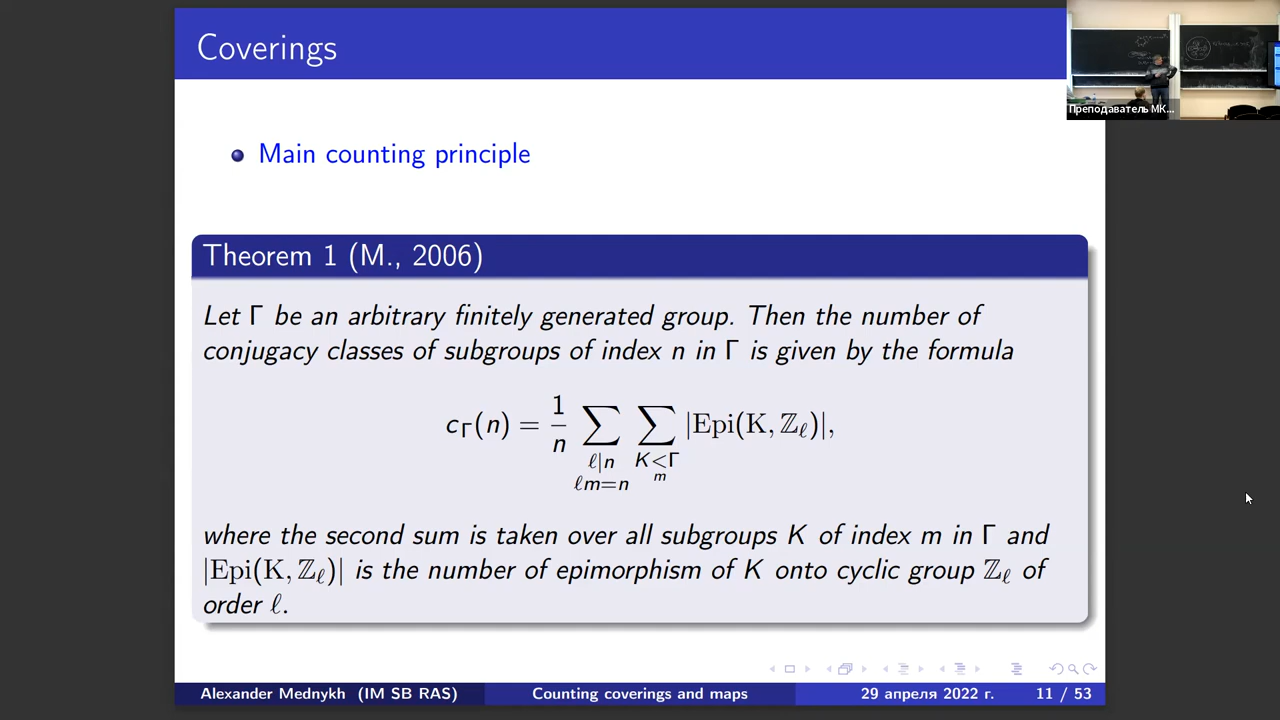 Coverings
Преподаватель МК...
Main counting principle
Theorem 1 (M., 2006)
Let Γ be an arbitrary finitely generated group. Then the number of
conjugacy classes of subgroups of index n in Γ is given by the formula
c_Γ(n) = 1/n ∑_{ℓ|n, ℓm=n} ∑_{K <_m Γ} |Epi(K, ℤ_ℓ)|,
where the second sum is taken over all subgroups K of index m in Γ and
|Epi(K, ℤ_ℓ)| is the number of epimorphism of K onto cyclic group ℤ_ℓ of
order ℓ.
Alexander Mednykh (IM SB RAS) Counting coverings and maps 29 апреля 2022 г. 11 / 53